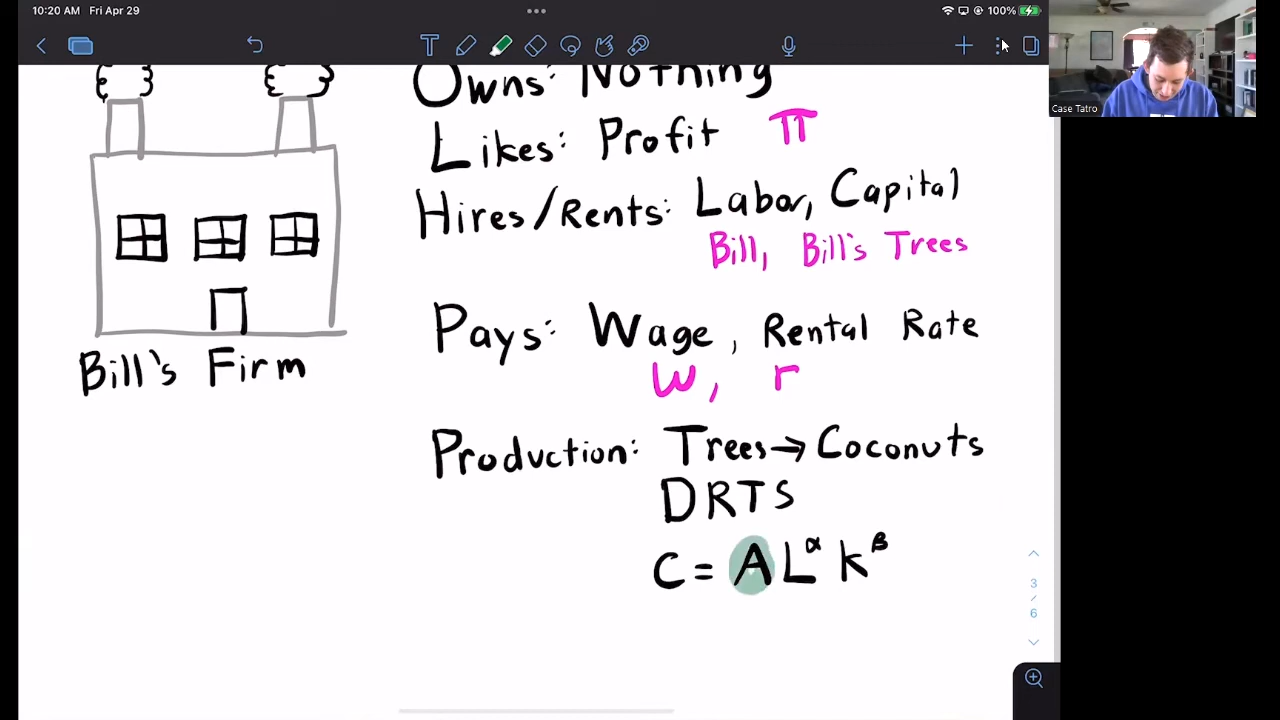 10:20 AM Fri Apr 29
100%
Case Tatro
Owns: Nothing
Likes: Profit π
Hires/Rents: Labor, Capital
Bill, Bill's Trees
Pays: Wage, Rental Rate
w, r
Bill's Firm
Production: Trees → Coconuts
DRTS
C = A L^α K^β
3
/
6